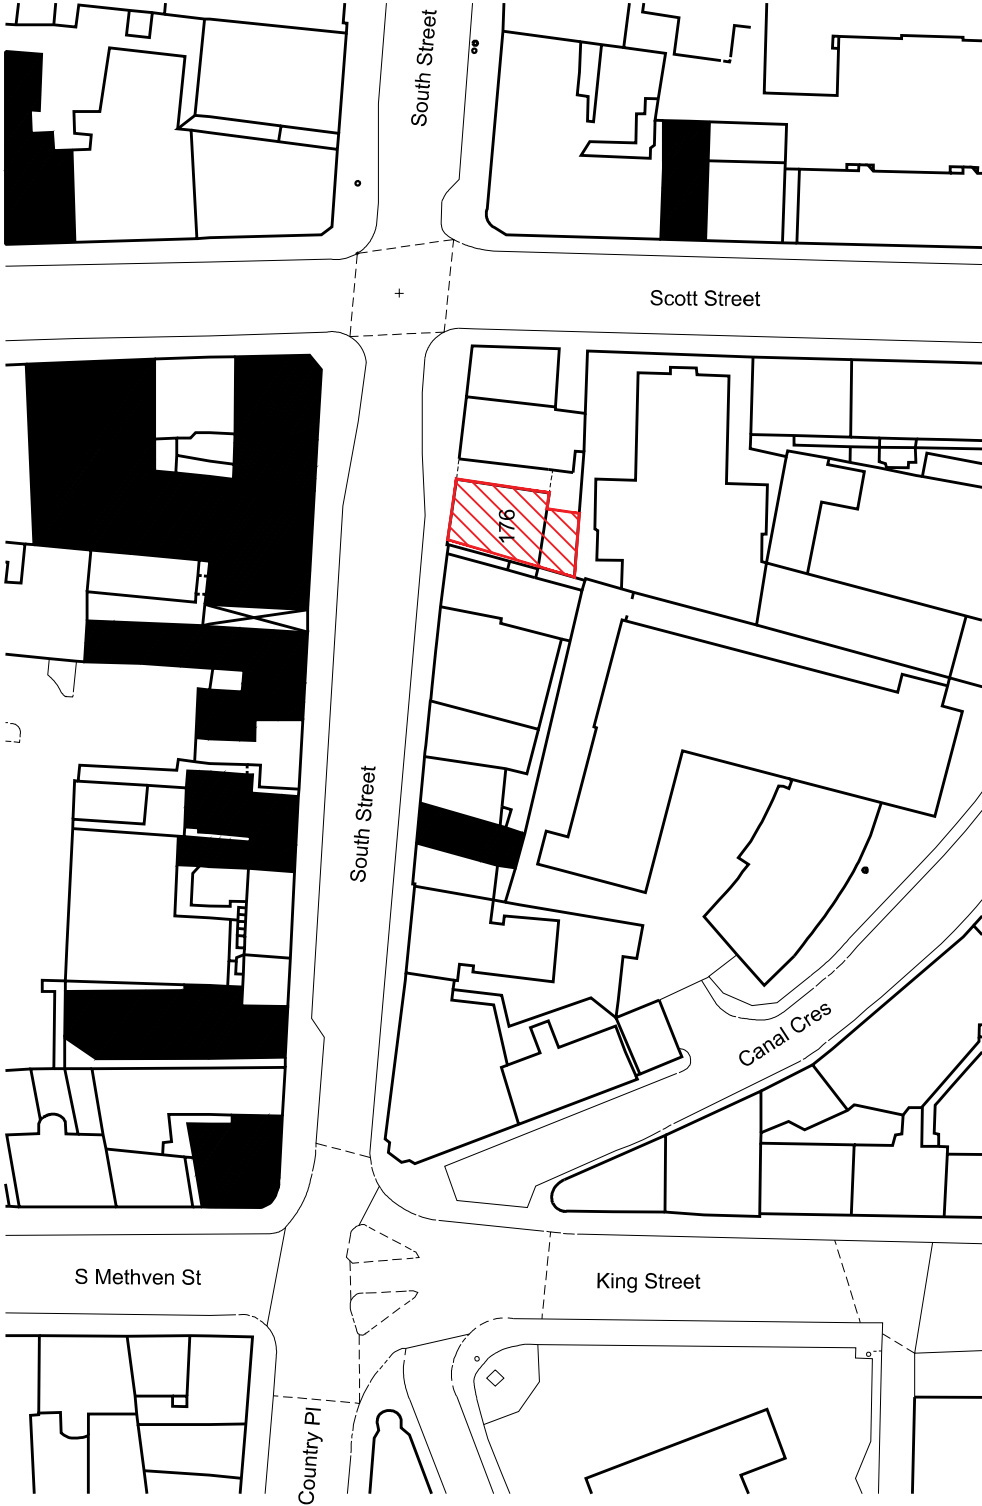 South Street
Scott Street
176
South Street
Canal Cres
S Methven St
King Street
Country Pl